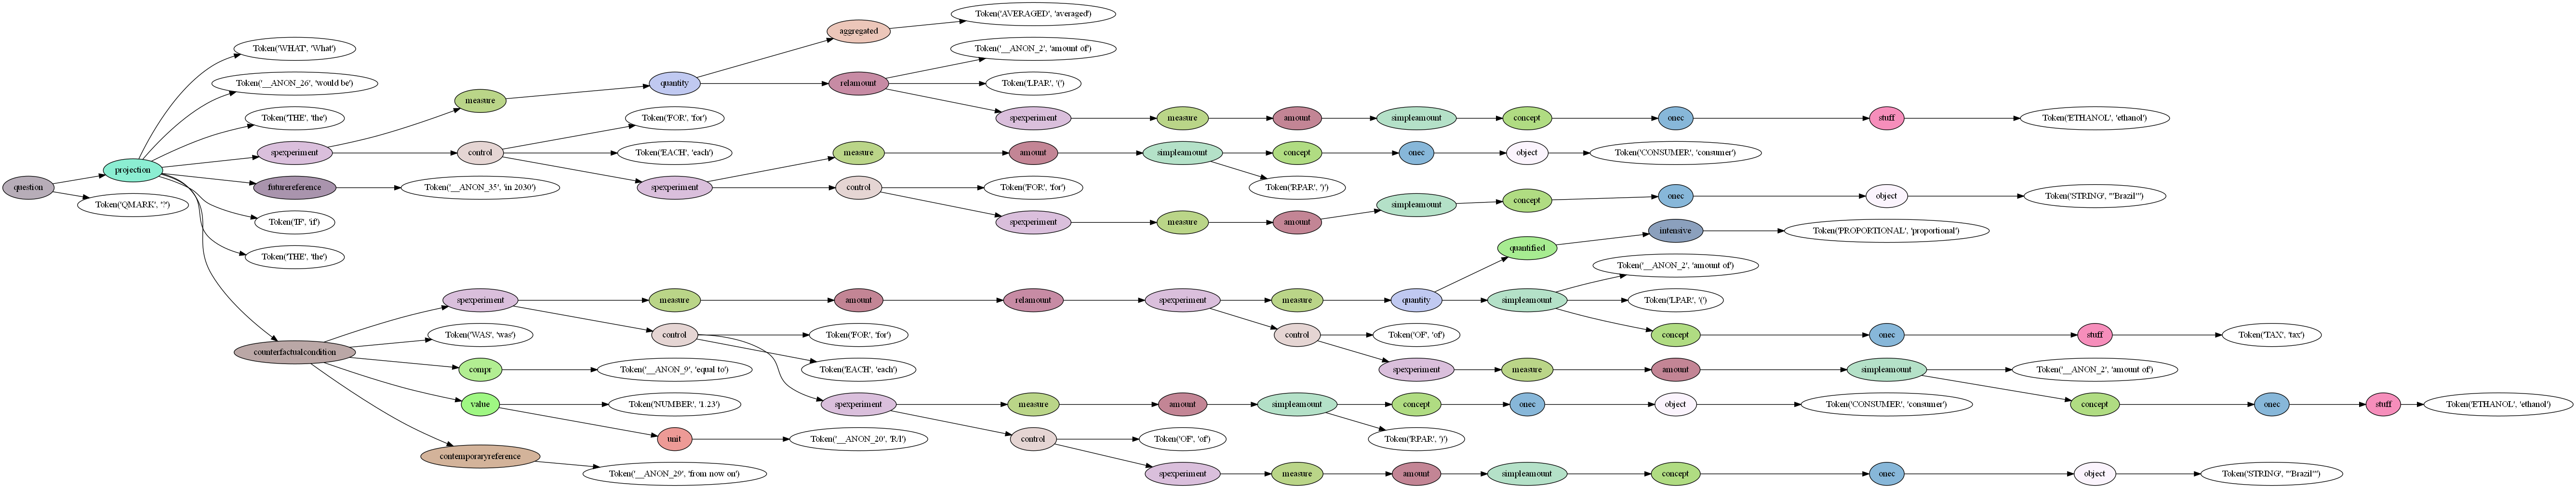 Token('AVERAGED', 'averaged')
aggregated
Token('WHAT', 'What')
Token('__ANON_2', 'amount of')
Token('__ANON_26', 'would be')
quantity
relamount
Token('LPAR', '(')
measure
Token('THE', 'the')
Token('FOR', 'for')
spexperiment
measure
amount
simpleamount
concept
onec
stuff
Token('ETHANOL', 'ethanol')
projection
spexperiment
control
Token('EACH', 'each')
measure
amount
simpleamount
concept
onec
object
Token('CONSUMER', 'consumer')
question
futurereference
Token('__ANON_35', 'in 2030')
spexperiment
control
Token('FOR', 'for')
Token('RPAR', ')')
Token('QMARK', '?')
simpleamount
concept
onec
object
Token('STRING', '"Brazil"')
Token('IF', 'if')
spexperiment
measure
amount
intensive
Token('PROPORTIONAL', 'proportional')
quantified
Token('THE', 'the')
Token('__ANON_2', 'amount of')
spexperiment
measure
amount
relamount
spexperiment
measure
quantity
simpleamount
Token('LPAR', '(')
Token('WAS', 'was')
control
Token('FOR', 'for')
control
Token('OF', 'of')
concept
onec
stuff
Token('TAX', 'tax')
counterfactualcondition
compr
Token('__ANON_9', 'equal to')
Token('EACH', 'each')
spexperiment
measure
amount
simpleamount
Token('__ANON_2', 'amount of')
value
Token('NUMBER', '1.23')
spexperiment
measure
amount
simpleamount
concept
onec
object
Token('CONSUMER', 'consumer')
concept
onec
stuff
Token('ETHANOL', 'ethanol')
unit
Token('__ANON_20', 'R/l')
control
Token('OF', 'of')
Token('RPAR', ')')
contemporaryreference
Token('__ANON_29', 'from now on')
spexperiment
measure
amount
simpleamount
concept
onec
object
Token('STRING', '"Brazil"')